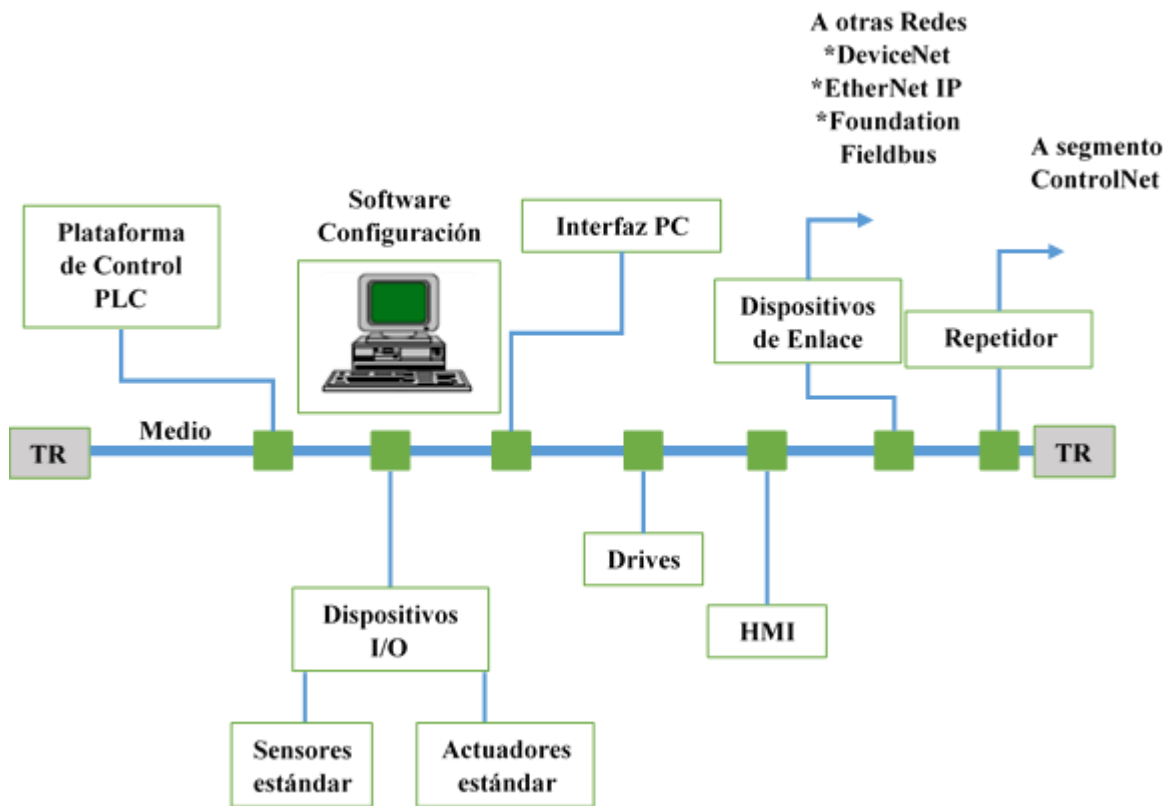 A otras Redes
*DeviceNet
*EtherNet IP
*Foundation
Fieldbus
A segmento
ControlNet
Plataforma
de Control
PLC
Software
Configuración
Interfaz PC
Dispositivos
de Enlace
Repetidor
TR
Medio
TR
Drives
Dispositivos
I/O
HMI
Sensores
estándar
Actuadores
estándar